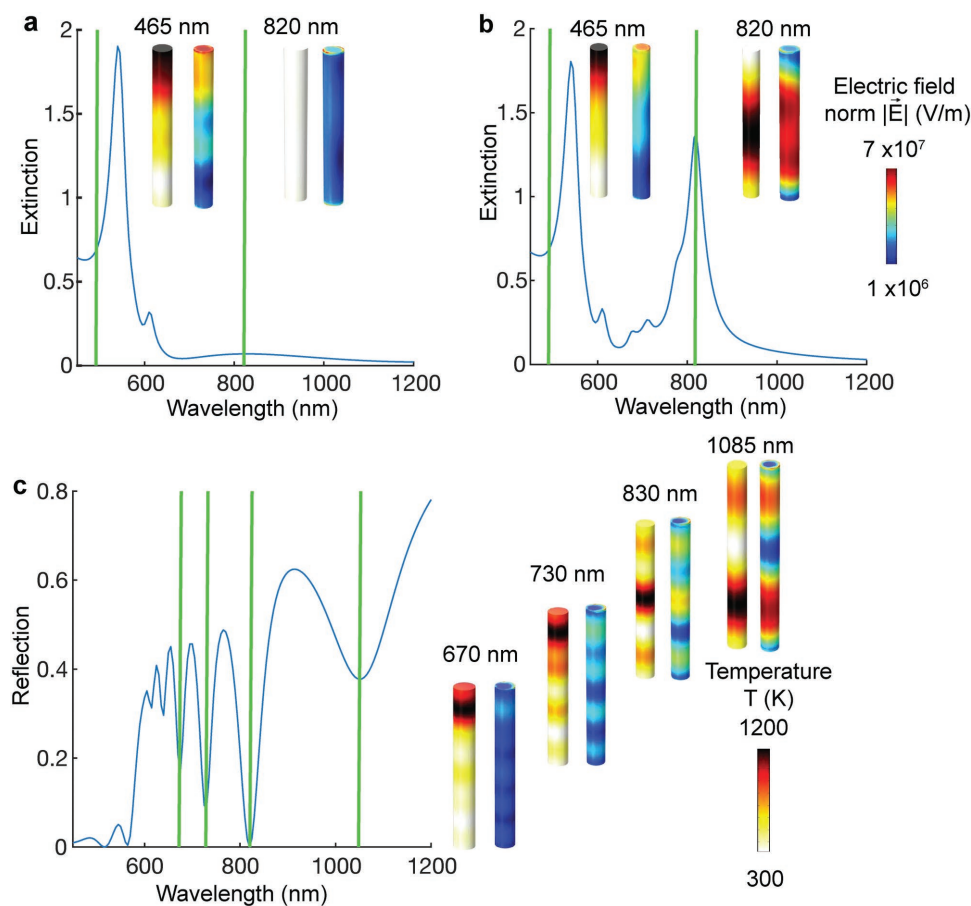 a
465 nm
820 nm
2
1.5
1
0.5
0
Extinction
600
800
1000
1200
Wavelength (nm)
b
465 nm
820 nm
2
1.5
1
0.5
0
Extinction
600
800
1000
1200
Wavelength (nm)
Electric field
norm |E⃗| (V/m)
7 x10⁷
1 x10⁶
c
0.8
0.6
0.4
0.2
0
Reflection
600
800
1000
1200
Wavelength (nm)
670 nm
730 nm
830 nm
1085 nm
Temperature
T (K)
1200
300